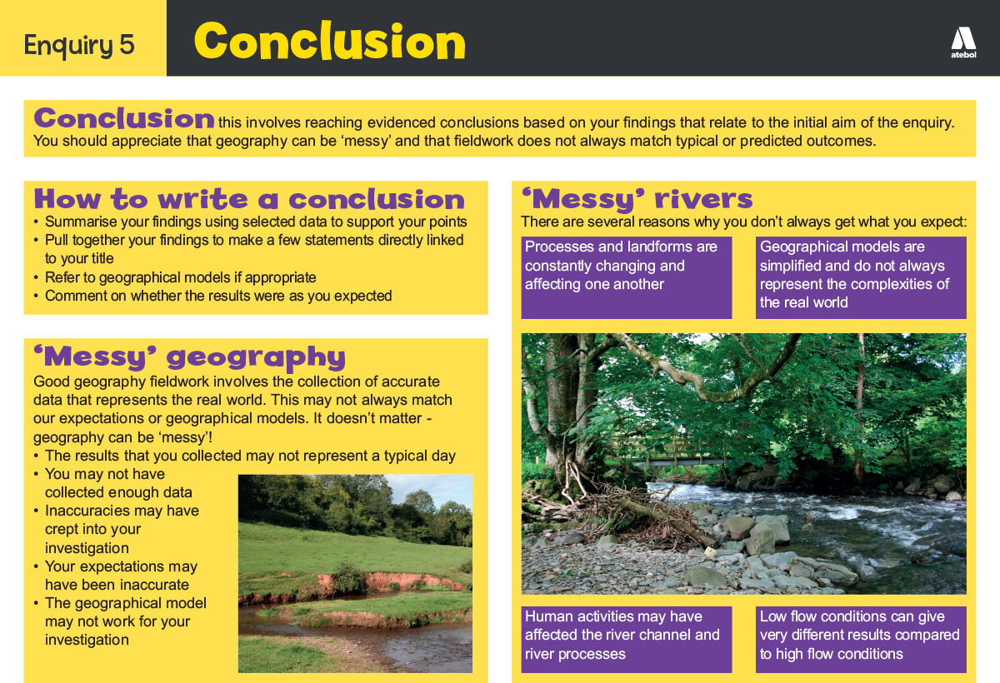 Enquiry 5
Conclusion
atebol
Conclusion this involves reaching evidenced conclusions based on your findings that relate to the initial aim of the enquiry.
You should appreciate that geography can be ‘messy’ and that fieldwork does not always match typical or predicted outcomes.
How to write a conclusion
• Summarise your findings using selected data to support your points
• Pull together your findings to make a few statements directly linked
to your title
• Refer to geographical models if appropriate
• Comment on whether the results were as you expected
‘Messy’ geography
Good geography fieldwork involves the collection of accurate
data that represents the real world. This may not always match
our expectations or geographical models. It doesn’t matter -
geography can be ‘messy’!
• The results that you collected may not represent a typical day
• You may not have
collected enough data
• Inaccuracies may have
crept into your
investigation
• Your expectations may
have been inaccurate
• The geographical model
may not work for your
investigation
‘Messy’ rivers
There are several reasons why you don’t always get what you expect:
Processes and landforms are
constantly changing and
affecting one another
Geographical models are
simplified and do not always
represent the complexities of
the real world
Human activities may have
affected the river channel and
river processes
Low flow conditions can give
very different results compared
to high flow conditions